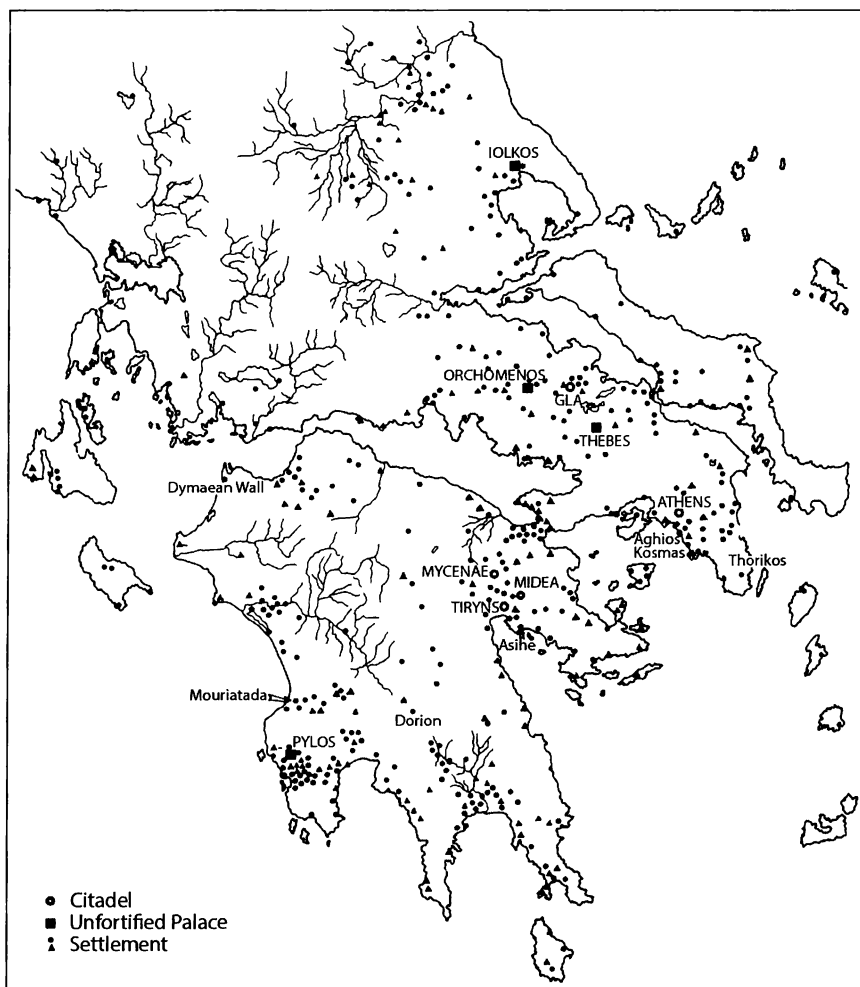 IOLKOS
ORCHOMENOS
GLA
THEBES
Dymaean Wall
ATHENS
Aghios
Kosmas
Thorikos
MYCENAE
MIDEA
TIRYNS
Asine
Mouriatada
Dorion
PYLOS
Citadel
Unfortified Palace
Settlement